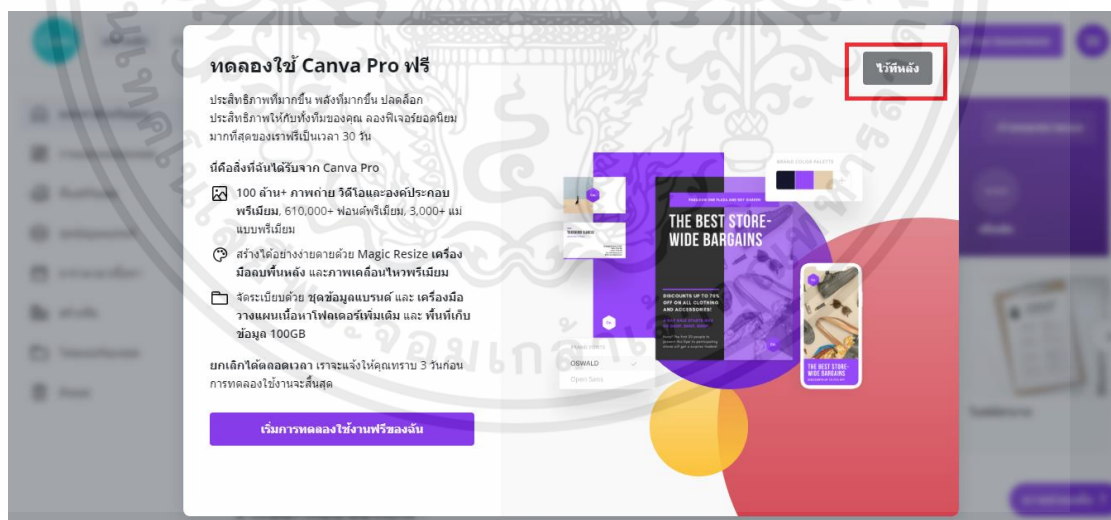 ทดลองใช้ Canva Pro ฟรี
ไว้ทีหลัง
ประสิทธิภาพที่มากขึ้น พลังที่มากขึ้น ปลดล็อก
ประสิทธิภาพให้กับทั้งทีมของคุณ ลองฟีเจอร์ยอดนิยม
มากที่สุดของเราฟรีเป็นเวลา 30 วัน
นี่คือสิ่งที่ฉันได้รับจาก Canva Pro
100 ล้าน+ ภาพถ่าย วิดีโอและองค์ประกอบ
พรีเมียม, 610,000+ ฟอนต์พรีเมียม, 3,000+ แม่
แบบพรีเมียม
สร้างได้อย่างง่ายดายด้วย Magic Resize เครื่อง
มือลบพื้นหลัง และภาพเคลื่อนไหวพรีเมียม
จัดระเบียบด้วย ชุดข้อมูลแบรนด์ และ เครื่องมือ
วางแผนเนื้อหาโฟลเดอร์เพิ่มเติม และ พื้นที่เก็บ
ข้อมูล 100GB
ยกเลิกได้ตลอดเวลา เราจะแจ้งให้คุณทราบ 3 วันก่อน
การทดลองใช้งานจะสิ้นสุด
เริ่มการทดลองใช้งานฟรีของฉัน
BRAND COLOR PALETTE
THE BEST STORE-
WIDE BARGAINS
DISCOUNTS UP TO 70%
OFF ON ALL CLOTHING
AND ACCESSORIES!
BRAND FONTS
OSWALD
Open Sans
THE BEST STORE-
WIDE BARGAINS